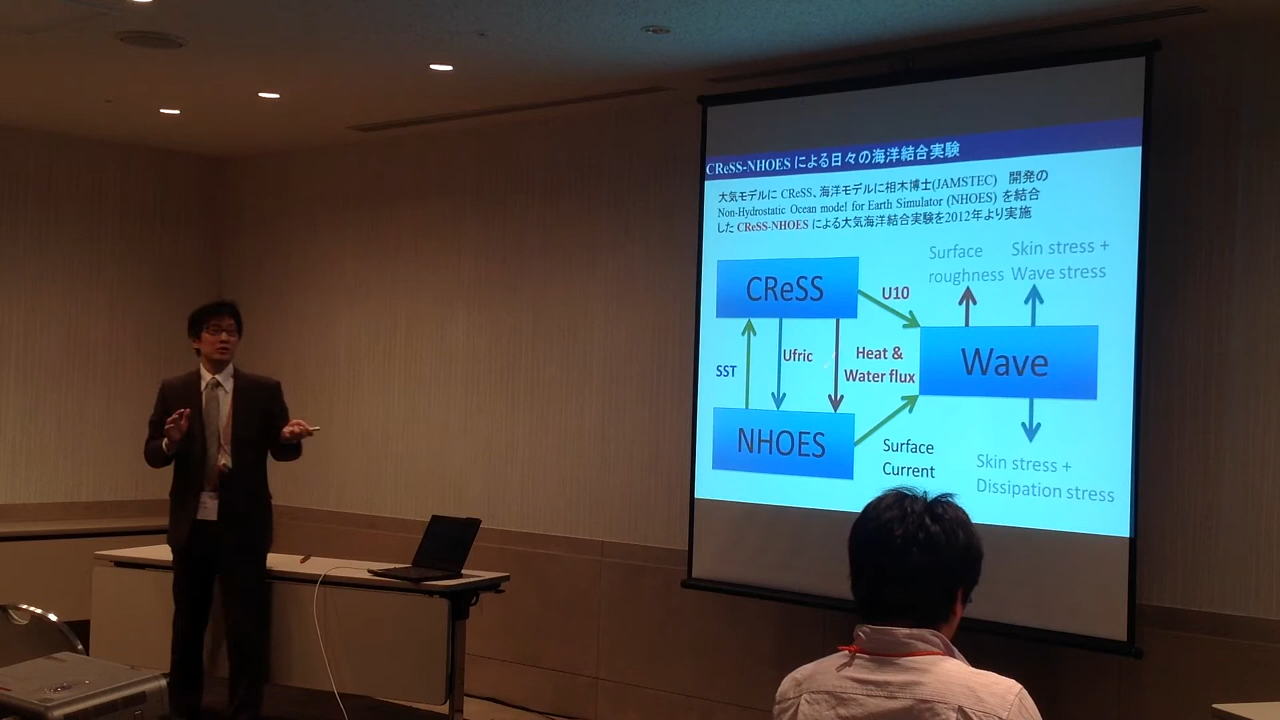 CReSS-NHOES による日々の海洋結合実験
大気モデルに CReSS、海洋モデルに相木博士(JAMSTEC) 開発の
Non-Hydrostatic Ocean model for Earth Simulator (NHOES) を結合
した CReSS-NHOES による大気海洋結合実験を2012年より実施
Surface
roughness
Skin stress +
Wave stress
CReSS
U10
SST
Ufric
Heat &
Water flux
Wave
NHOES
Surface
Current
Skin stress +
Dissipation stress